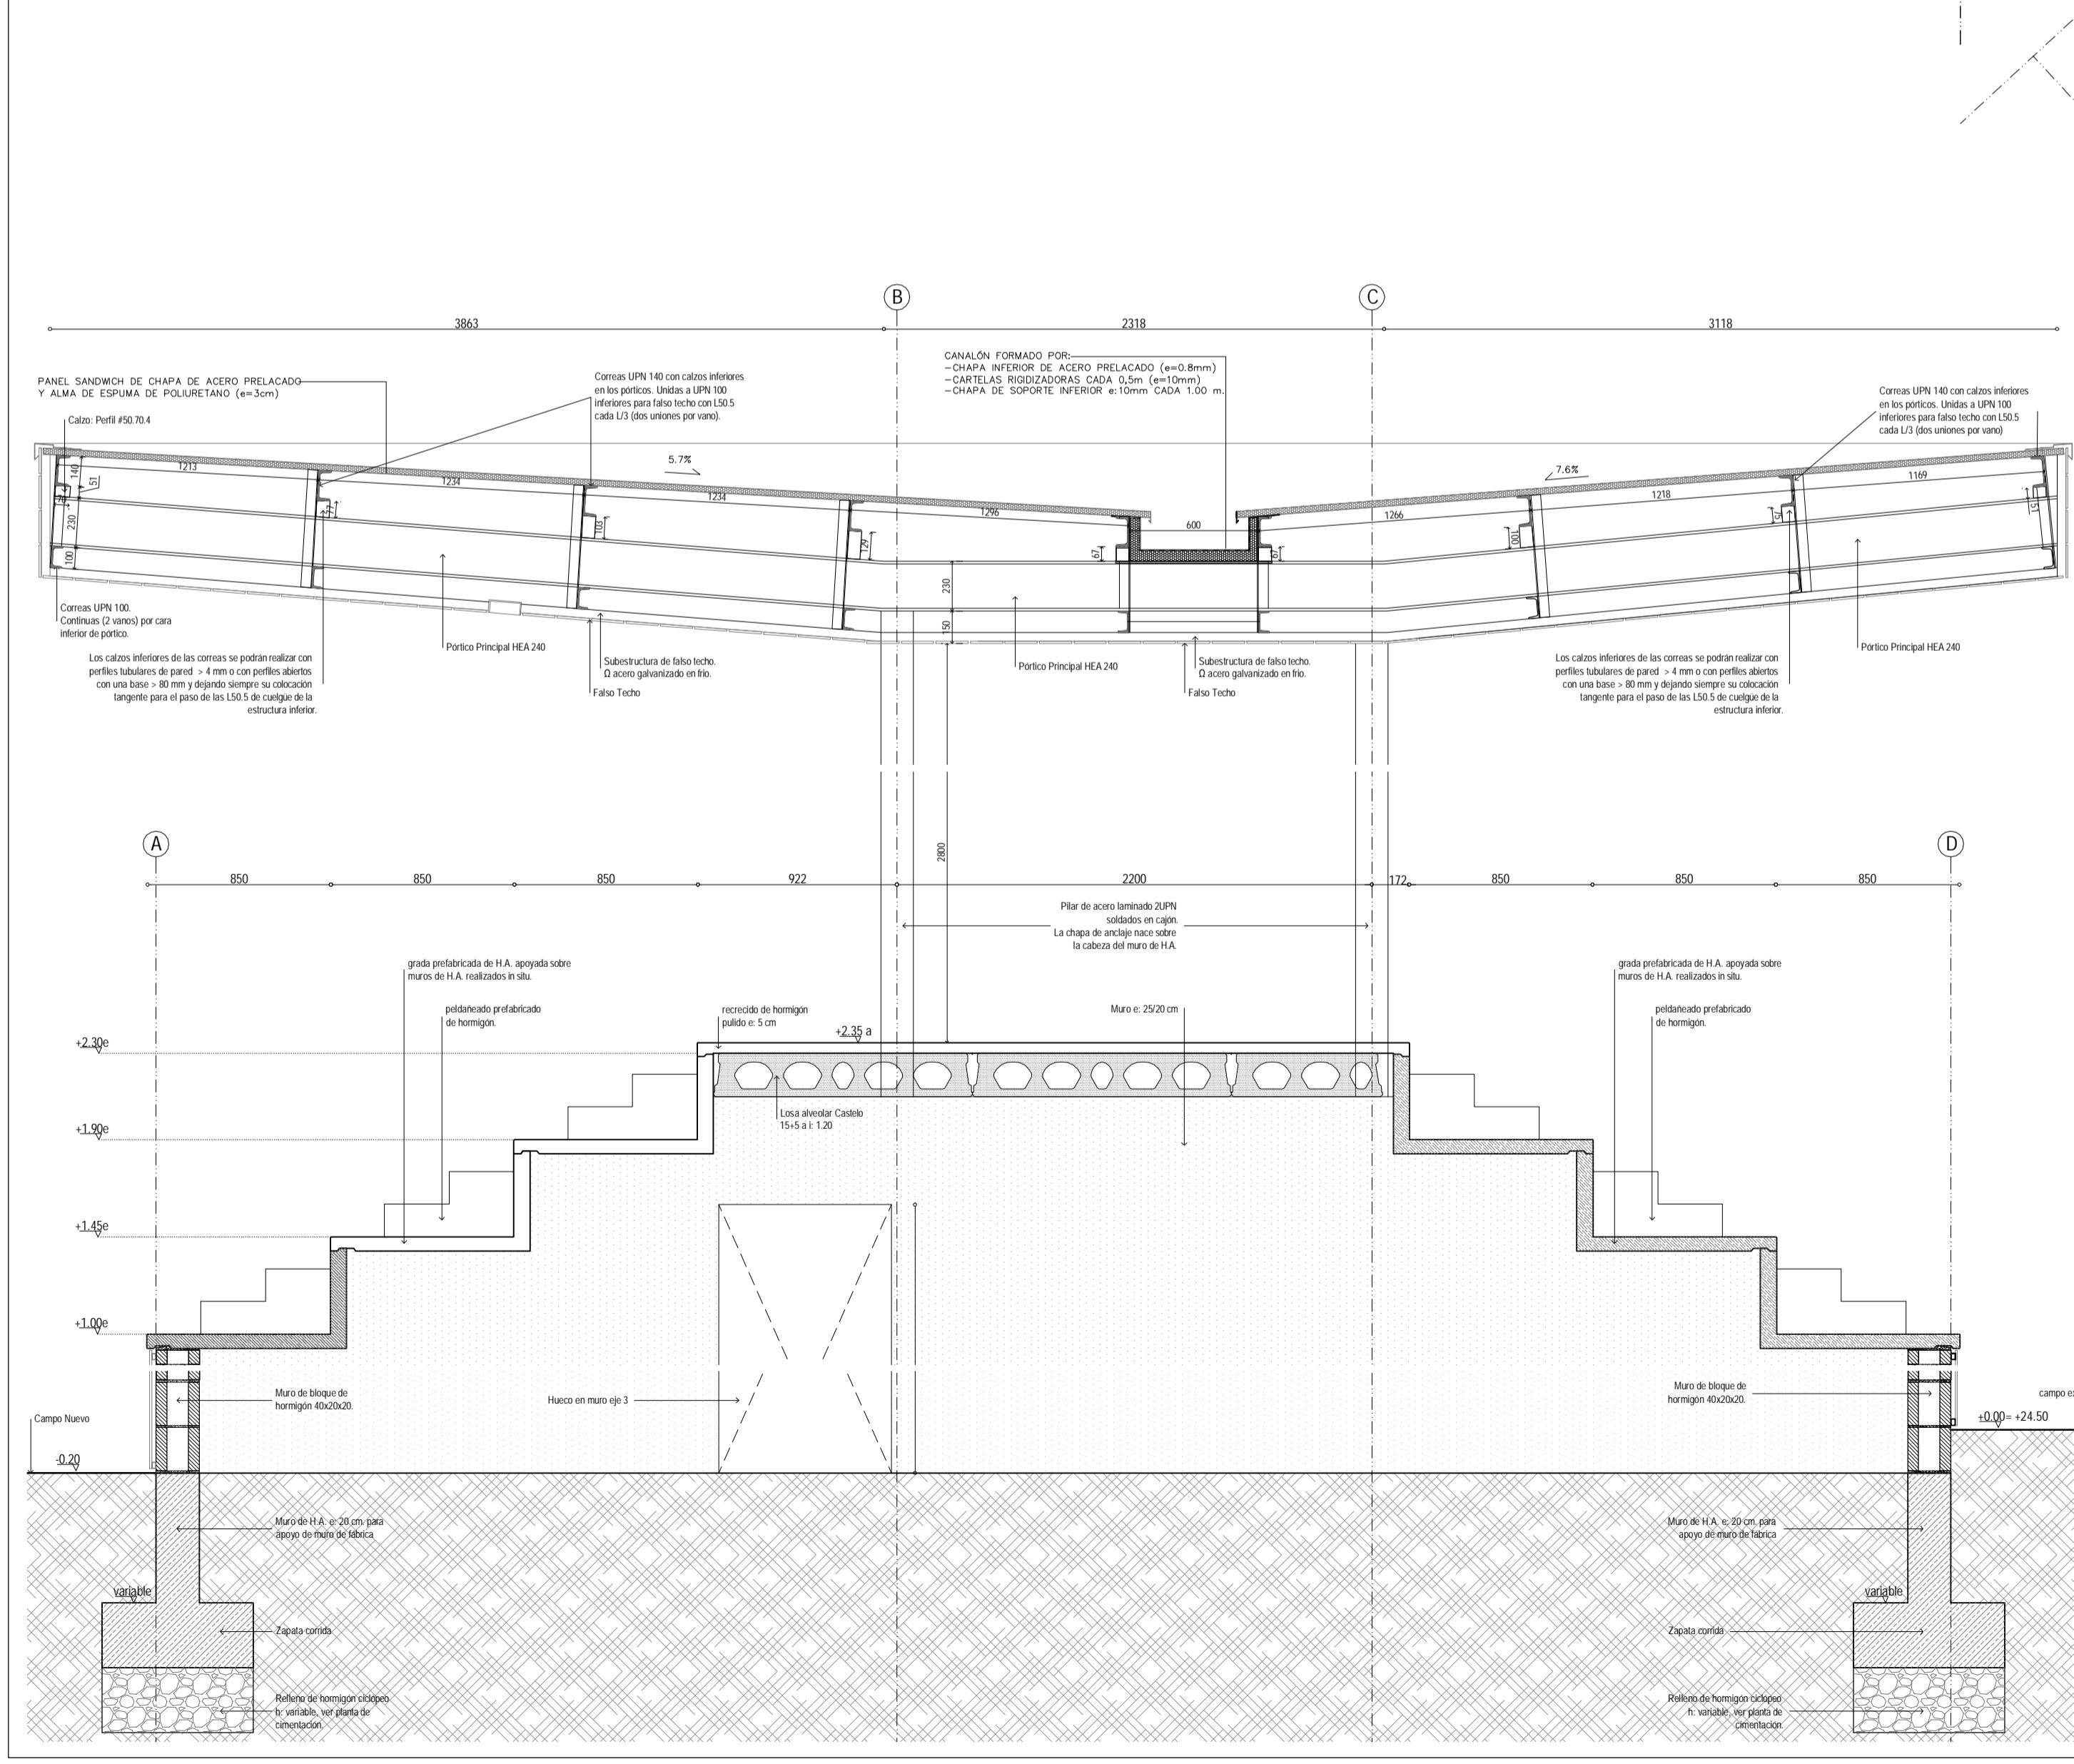 B
C
3863
2318
3118
PANEL SANDWICH DE CHAPA DE ACERO PRELACADO
Y ALMA DE ESPUMA DE POLIURETANO (e=3cm)
Calzo: Perfil #50.70.4
Correas UPN 140 con calzos inferiores
en los pórticos. Unidas a UPN 100
inferiores para falso techo con L50.5
cada L/3 (dos uniones por vano).
CANALÓN FORMADO POR:
-CHAPA INFERIOR DE ACERO PRELACADO (e=0.8mm)
-CARTELAS RIGIDIZADORAS CADA 0,5m (e=10mm)
-CHAPA DE SOPORTE INFERIOR e:10mm CADA 1.00 m.
Correas UPN 140 con calzos inferiores
en los pórticos. Unidas a UPN 100
inferiores para falso techo con L50.5
cada L/3 (dos uniones por vano)
1213
1234
1234
1296
5.7%
600
7.6%
1266
1218
1169
140
51
70
230
100
77
103
129
67
67
100
75
51
230
150
Correas UPN 100.
Continuas (2 vanos) por cara
inferior de pórtico.
Pórtico Principal HEA 240
Los calzos inferiores de las correas se podrán realizar con
perfiles tubulares de pared > 4 mm o con perfiles abiertos
con una base > 80 mm y dejando siempre su colocación
tangente para el paso de las L50.5 de cuelgüe de la
estructura inferior.
Subestructura de falso techo.
Ω acero galvanizado en frio.
Falso Techo
Pórtico Principal HEA 240
Subestructura de falso techo.
Ω acero galvanizado en frio.
Falso Techo
Los calzos inferiores de las correas se podrán realizar con
perfiles tubulares de pared > 4 mm o con perfiles abiertos
con una base > 80 mm y dejando siempre su colocación
tangente para el paso de las L50.5 de cuelgüe de la
estructura inferior.
Pórtico Principal HEA 240
A
D
2800
850
850
850
922
2200
172
850
850
850
Pilar de acero laminado 2UPN
soldados en cajón.
La chapa de anclaje nace sobre
la cabeza del muro de H.A.
grada prefabricada de H.A. apoyada sobre
muros de H.A. realizados in situ.
peldañeado prefabricado
de hormigón.
recrecido de hormigón
pulido e: 5 cm
+2.35 a
Muro e: 25/20 cm
grada prefabricada de H.A. apoyada sobre
muros de H.A. realizados in situ.
peldañeado prefabricado
de hormigón.
+2.30e
+1.90e
+1.45e
+1.00e
Losa alveolar Castelo
15+5 a i: 1.20
Hueco en muro eje 3
Muro de bloque de
hormigón 40x20x20.
Muro de bloque de
hormigón 40x20x20.
Campo Nuevo
-0.20
campo e
+0.00= +24.50
Muro de H.A. e: 20 cm. para
apoyo de muro de fábrica
Muro de H.A. e: 20 cm. para
apoyo de muro de fábrica
variable
variable
Zapata corrida
Zapata corrida
Relleno de hormigón ciclópeo
h: variable, ver planta de
cimentación.
Relleno de hormigón ciclópeo
h: variable, ver planta de
cimentación.